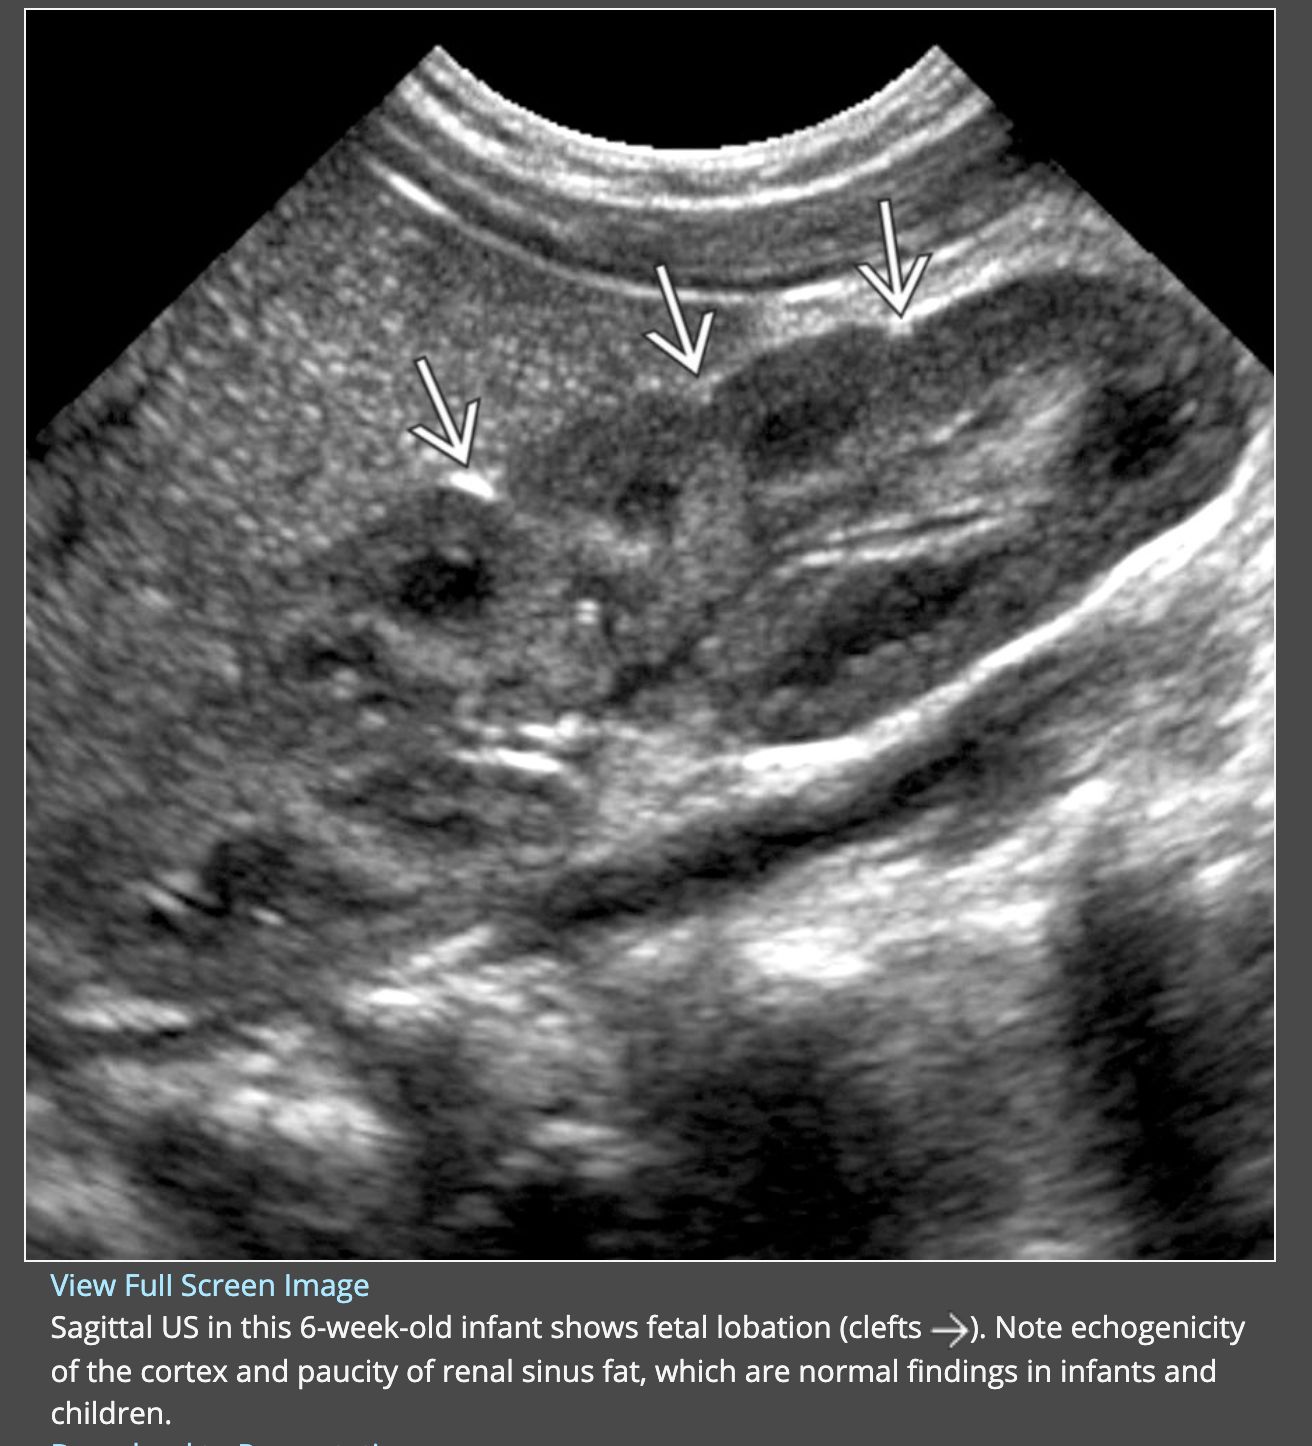 View Full Screen Image
Sagittal US in this 6-week-old infant shows fetal lobation (clefts →). Note echogenicity
of the cortex and paucity of renal sinus fat, which are normal findings in infants and
children.